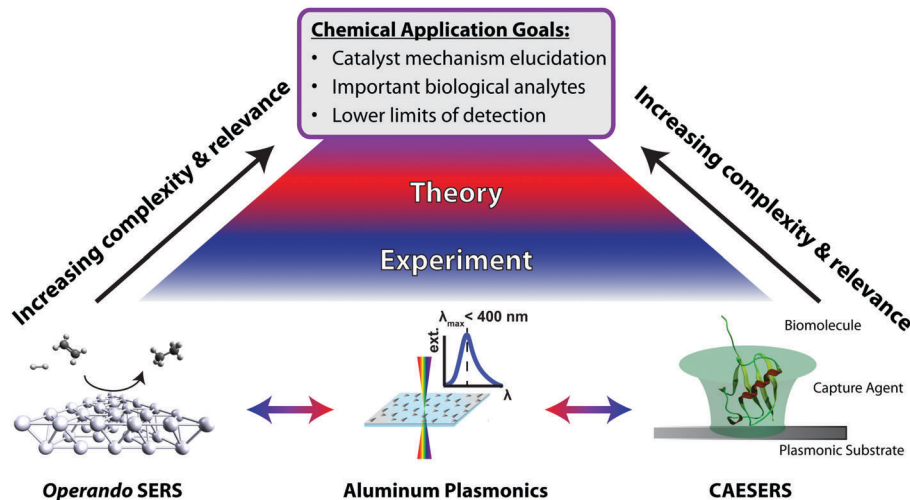 Chemical Application Goals:
• Catalyst mechanism elucidation
• Important biological analytes
• Lower limits of detection
Increasing complexity & relevance
Increasing complexity & relevance
Theory
Experiment
λmax < 400 nm
ext.
λ
Biomolecule
Capture Agent
Plasmonic Substrate
Operando SERS
Aluminum Plasmonics
CAESERS